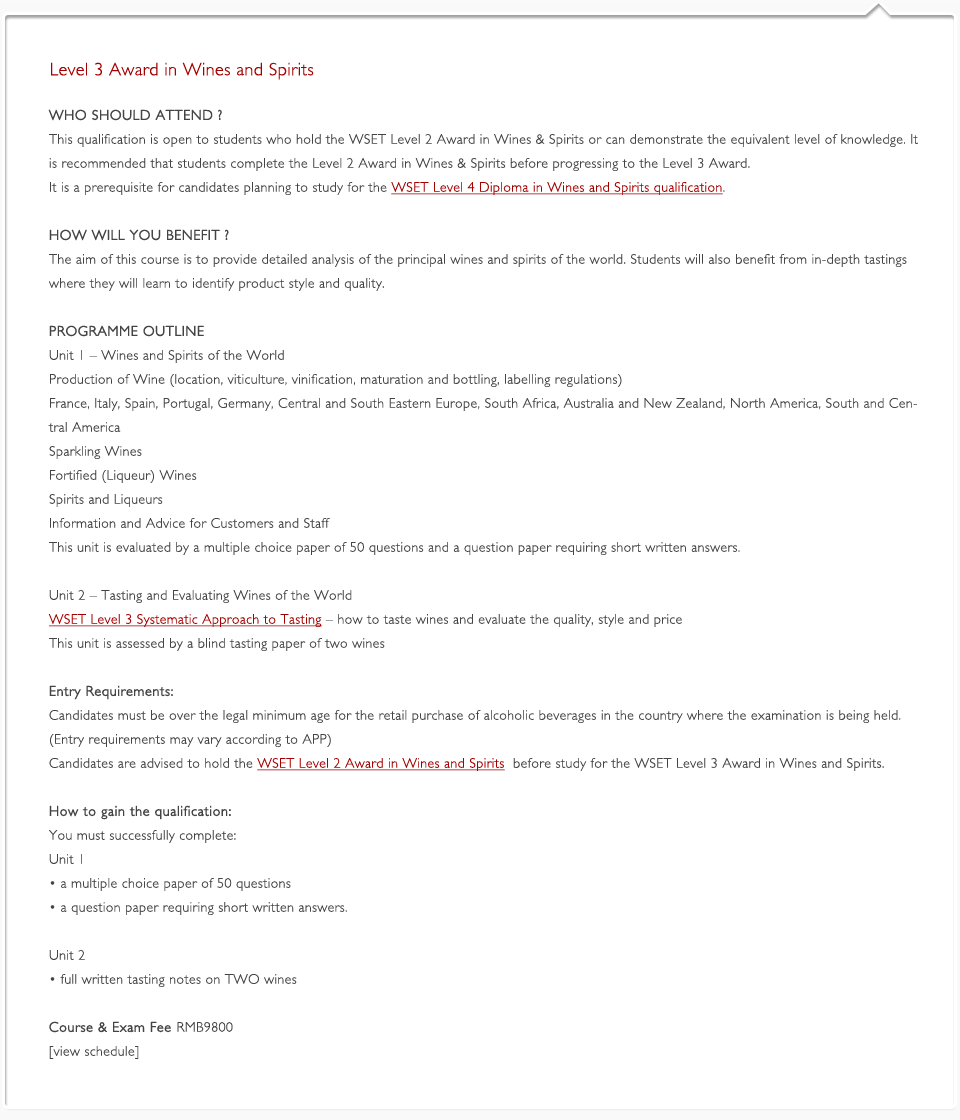 Level 3 Award in Wines and Spirits
WHO SHOULD ATTEND ?
This qualification is open to students who hold the WSET Level 2 Award in Wines & Spirits or can demonstrate the equivalent level of knowledge. It
is recommended that students complete the Level 2 Award in Wines & Spirits before progressing to the Level 3 Award.
It is a prerequisite for candidates planning to study for the WSET Level 4 Diploma in Wines and Spirits qualification.
HOW WILL YOU BENEFIT ?
The aim of this course is to provide detailed analysis of the principal wines and spirits of the world. Students will also benefit from in-depth tastings
where they will learn to identify product style and quality.
PROGRAMME OUTLINE
Unit 1 – Wines and Spirits of the World
Production of Wine (location, viticulture, vinification, maturation and bottling, labelling regulations)
France, Italy, Spain, Portugal, Germany, Central and South Eastern Europe, South Africa, Australia and New Zealand, North America, South and Cen-
tral America
Sparkling Wines
Fortified (Liqueur) Wines
Spirits and Liqueurs
Information and Advice for Customers and Staff
This unit is evaluated by a multiple choice paper of 50 questions and a question paper requiring short written answers.
Unit 2 – Tasting and Evaluating Wines of the World
WSET Level 3 Systematic Approach to Tasting – how to taste wines and evaluate the quality, style and price
This unit is assessed by a blind tasting paper of two wines
Entry Requirements:
Candidates must be over the legal minimum age for the retail purchase of alcoholic beverages in the country where the examination is being held.
(Entry requirements may vary according to APP)
Candidates are advised to hold the WSET Level 2 Award in Wines and Spirits before study for the WSET Level 3 Award in Wines and Spirits.
How to gain the qualification:
You must successfully complete:
Unit 1
• a multiple choice paper of 50 questions
• a question paper requiring short written answers.
Unit 2
• full written tasting notes on TWO wines
Course & Exam Fee RMB9800
[view schedule]